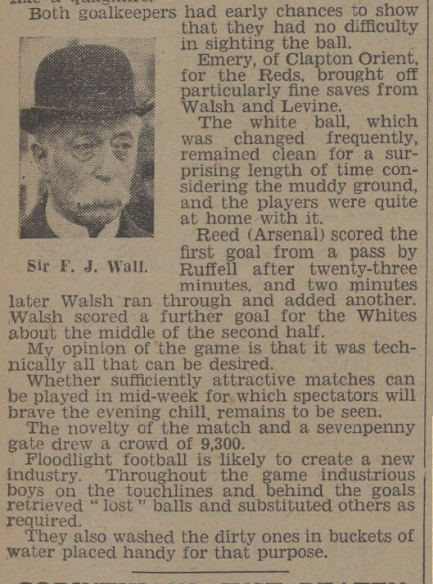 Both goalkeepers had early chances to show
that they had no difficulty
in sighting the ball.
Emery, of Clapton Orient,
for the Reds, brought off
particularly fine saves from
Walsh and Levine.
The white ball, which
was changed frequently,
remained clean for a sur-
prising length of time con-
sidering the muddy ground,
and the players were quite
at home with it.
Reed (Arsenal) scored the
first goal from a pass by
Ruffell after twenty-three
minutes, and two minutes
Sir F. J. Wall.
later Walsh ran through and added another.
Walsh scored a further goal for the Whites
about the middle of the second half.
My opinion of the game is that it was tech-
nically all that can be desired.
Whether sufficiently attractive matches can
be played in mid-week for which spectators will
brave the evening chill, remains to be seen.
The novelty of the match and a sevenpenny
gate drew a crowd of 9,300.
Floodlight football is likely to create a new
industry. Throughout the game industrious
boys on the touchlines and behind the goals
retrieved " lost " balls and substituted others as
required.
They also washed the dirty ones in buckets of
water placed handy for that purpose.